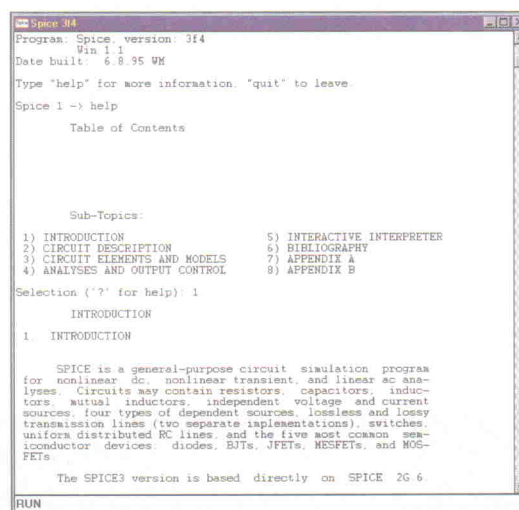 Spice 3f4
Program: Spice, version: 3f4
Win 1.1
Date built: 6.8.95 WM
Type "help" for more information, "quit" to leave.
Spice 1 -> help
Table of Contents
Sub-Topics:
1) INTRODUCTION 5) INTERACTIVE INTERPRETER
2) CIRCUIT DESCRIPTION 6) BIBLIOGRAPHY
3) CIRCUIT ELEMENTS AND MODELS 7) APPENDIX A
4) ANALYSES AND OUTPUT CONTROL 8) APPENDIX B
Selection ('?' for help): 1
INTRODUCTION
1. INTRODUCTION
SPICE is a general-purpose circuit simulation program
for nonlinear dc, nonlinear transient, and linear ac ana-
lyses. Circuits may contain resistors, capacitors, induc-
tors, mutual inductors, independent voltage and current
sources, four types of dependent sources, lossless and lossy
transmission lines (two separate implementations), switches,
uniform distributed RC lines, and the five most common sem-
iconductor devices: diodes, BJTs, JFETs, MESFETs, and MOS-
FETs.
The SPICE3 version is based directly on SPICE 2G.6.
RUN